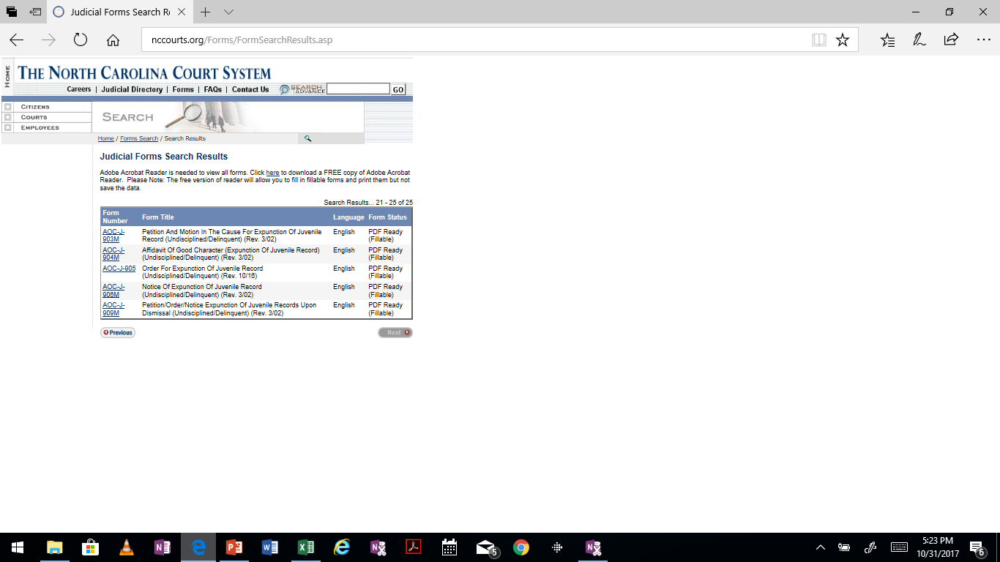 Judicial Forms Search Re
nccourts.org/Forms/FormSearchResults.asp
HOME
THE NORTH CAROLINA COURT SYSTEM
Careers | Judicial Directory | Forms | FAQs | Contact Us
SEARCH
ADVANCE
GO
CITIZENS
COURTS
EMPLOYEES
SEARCH
Home / Forms Search / Search Results
Judicial Forms Search Results
Adobe Acrobat Reader is needed to view all forms. Click here to download a FREE copy of Adobe Acrobat
Reader. Please Note: The free version of reader will allow you to fill in fillable forms and print them but not
save the data.
Search Results... 21 - 25 of 25
Form Number Form Title Language Form Status
AOC-J- Petition And Motion In The Cause For Expunction Of Juvenile English PDF Ready
903M Record (Undisciplined/Delinquent) (Rev. 3/02) (Fillable)
AOC-J- Affidavit Of Good Character (Expunction Of Juvenile Record) English PDF Ready
904M (Undisciplined/Delinquent) (Rev. 3/02) (Fillable)
AOC-J-905 Order For Expunction Of Juvenile Record English PDF Ready
(Undisciplined/Delinquent) (Rev. 10/16) (Fillable)
AOC-J- Notice Of Expunction Of Juvenile Record English PDF Ready
906M (Undisciplined/Delinquent) (Rev. 3/02) (Fillable)
AOC-J- Petition/Order/Notice Expunction Of Juvenile Records Upon English PDF Ready
909M Dismissal (Undisciplined/Delinquent) (Rev. 3/02) (Fillable)
Previous
Next
5
5:23 PM
10/31/2017
6